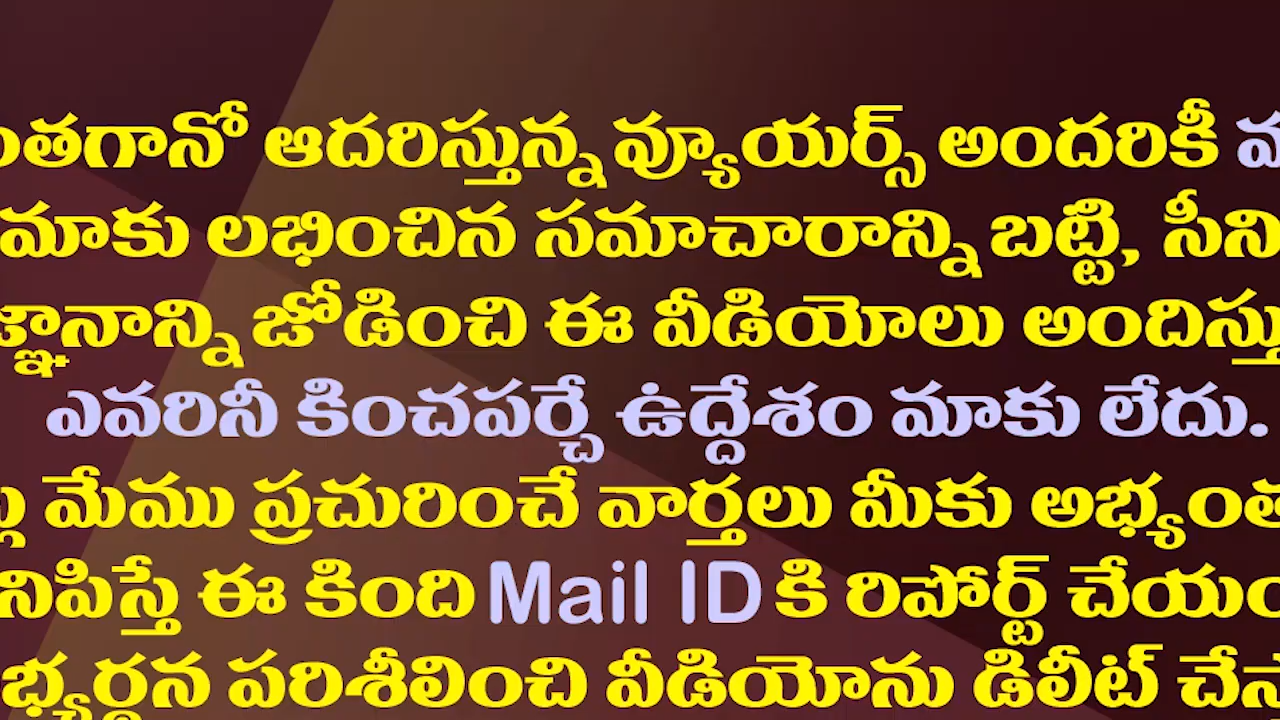 ంతగానో ఆదరిస్తున్న వ్యూయర్స్ అందరికీ
మాకు లభించిన సమాచారాన్ని బట్టి, సీని
జ్ఞానాన్ని జోడించి ఈ వీడియోలు అందిస్తు
ఎవరినీ కించపర్చే ఉద్దేశం మాకు లేదు.
మేము ప్రచురించే వార్తలు మీకు అభ్యంత
నిపిస్తే ఈ కింది Mail ID కి రిపోర్ట్ చేయం
భ్యర్థన పరిశీలించి వీడియోను డిలీట్ చేస